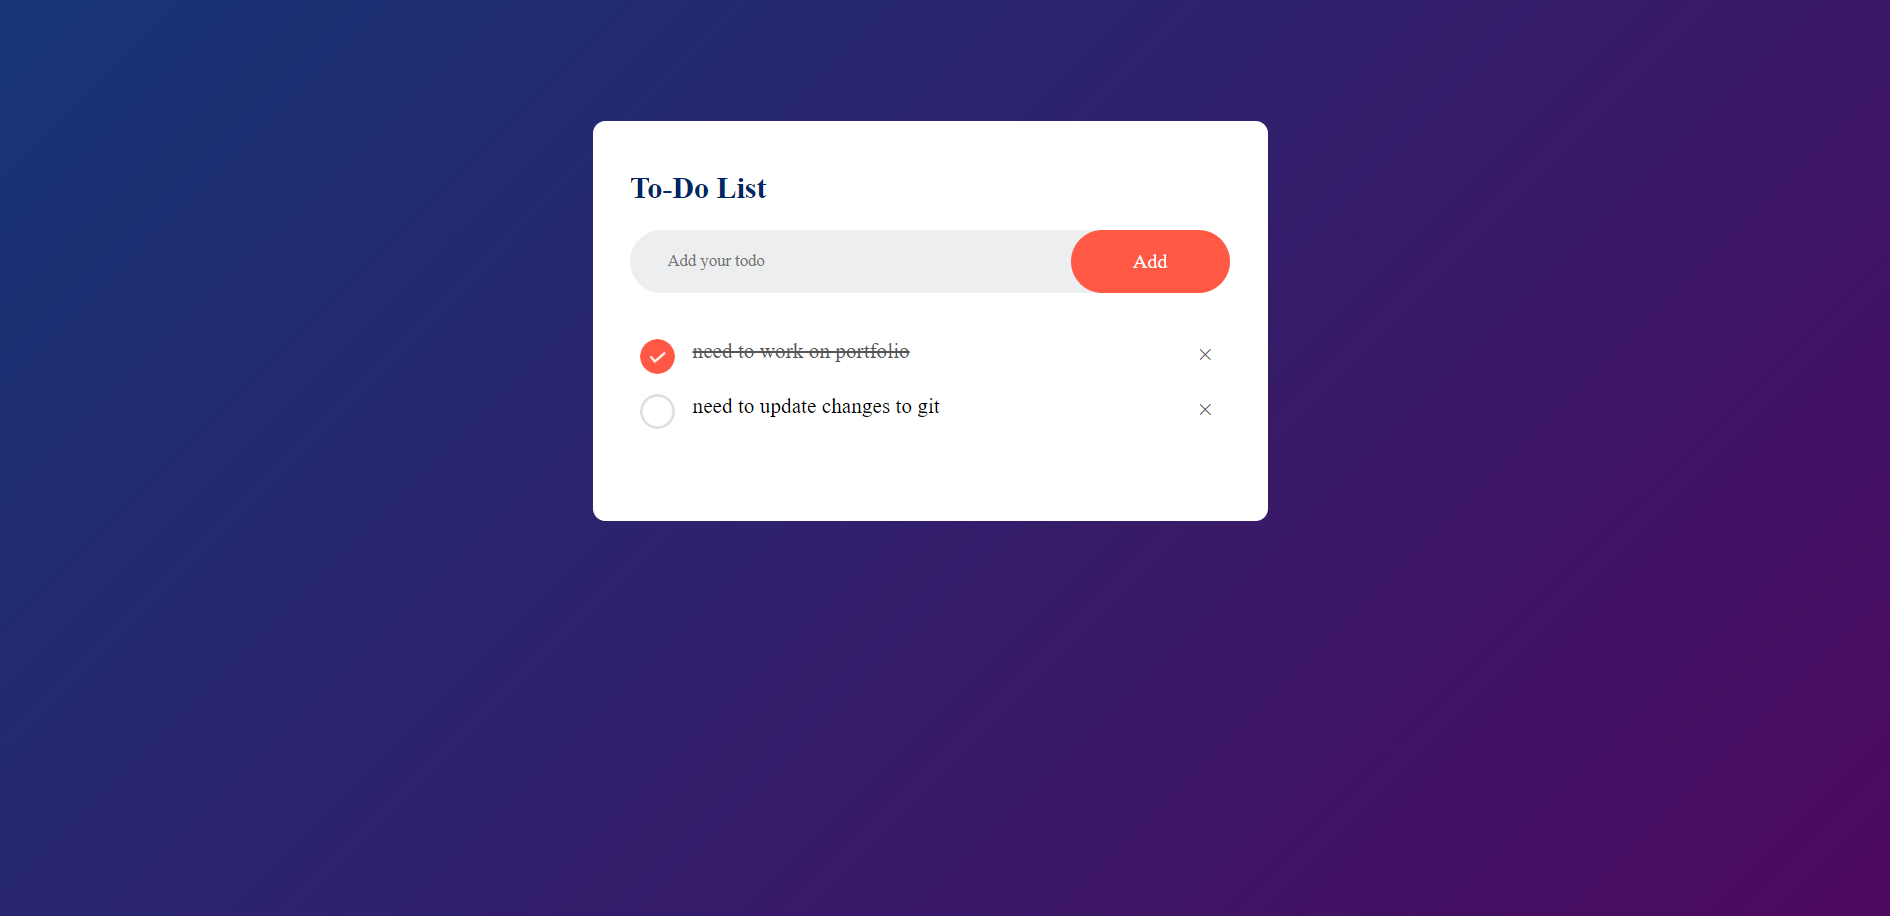 To-Do List
Add your todo
Add
need to work on portfolio
need to update changes to git